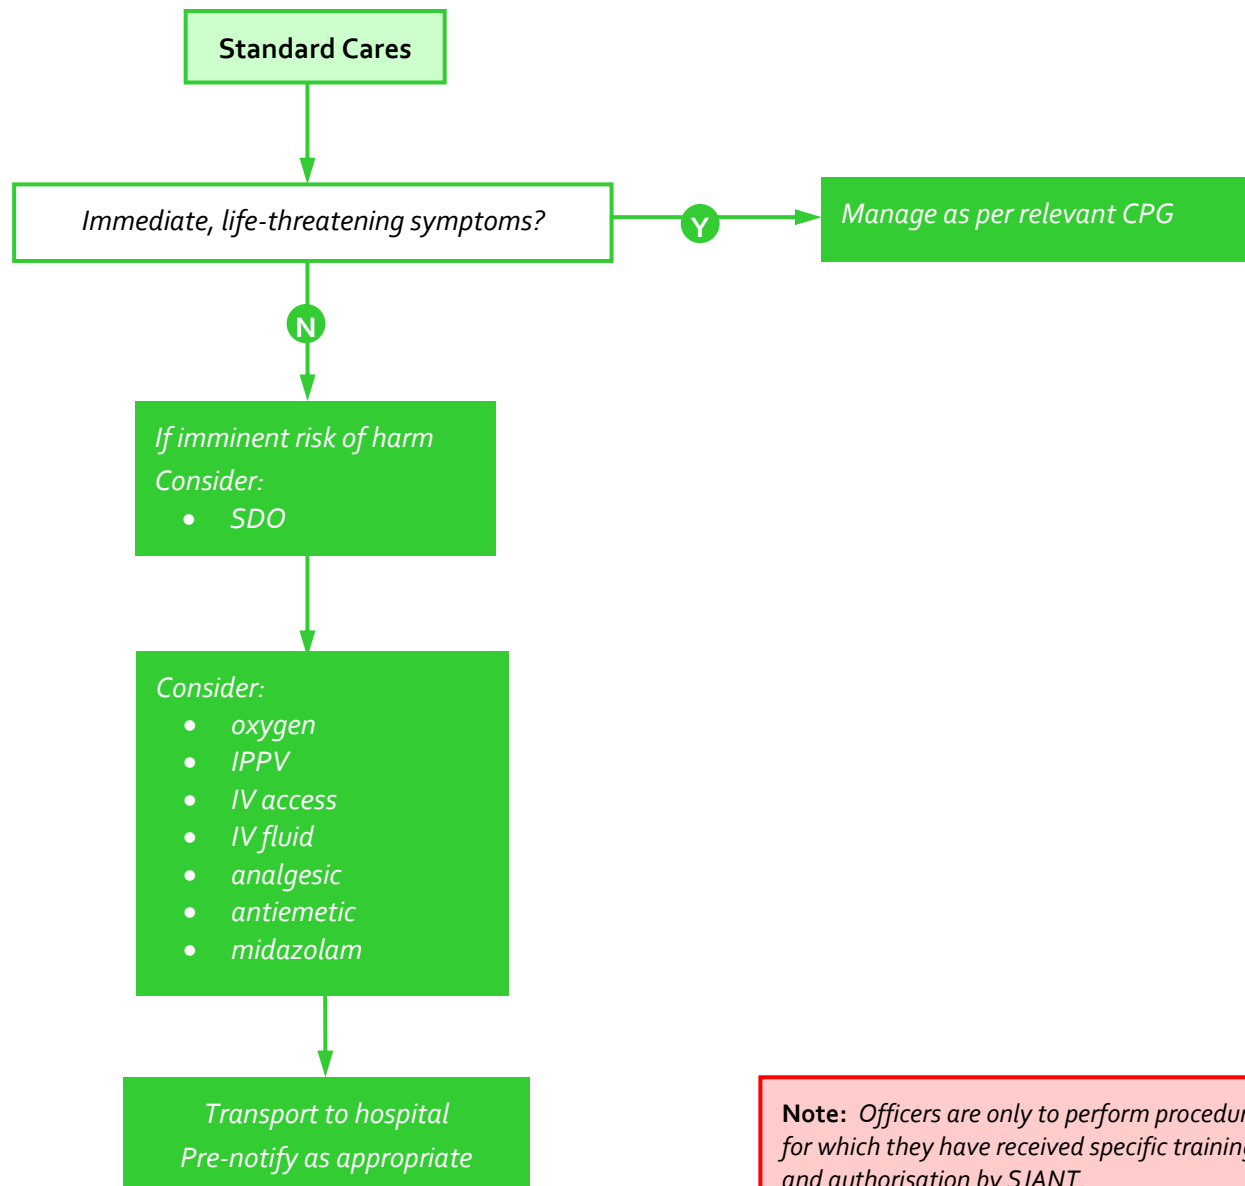 Standard Cares
Immediate, life-threatening symptoms?
Y
Manage as per relevant CPG
N
If imminent risk of harm
Consider:
• SDO
Consider:
• oxygen
• IPPV
• IV access
• IV fluid
• analgesic
• antiemetic
• midazolam
Transport to hospital
Pre-notify as appropriate
Note: Officers are only to perform procedur
for which they have received specific training
and authorisation by SJANT.